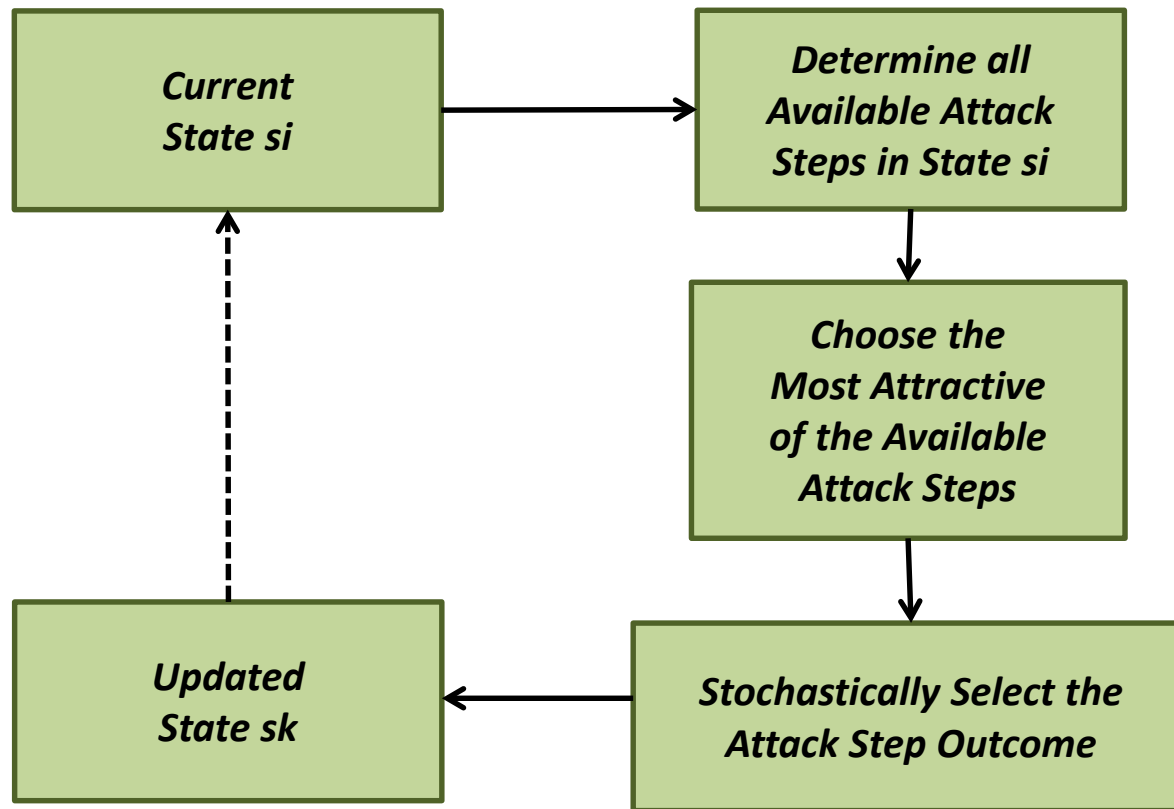 Current
State si
Determine all
Available Attack
Steps in State si
Choose the
Most Attractive
of the Available
Attack Steps
Stochastically Select the
Attack Step Outcome
Updated
State sk